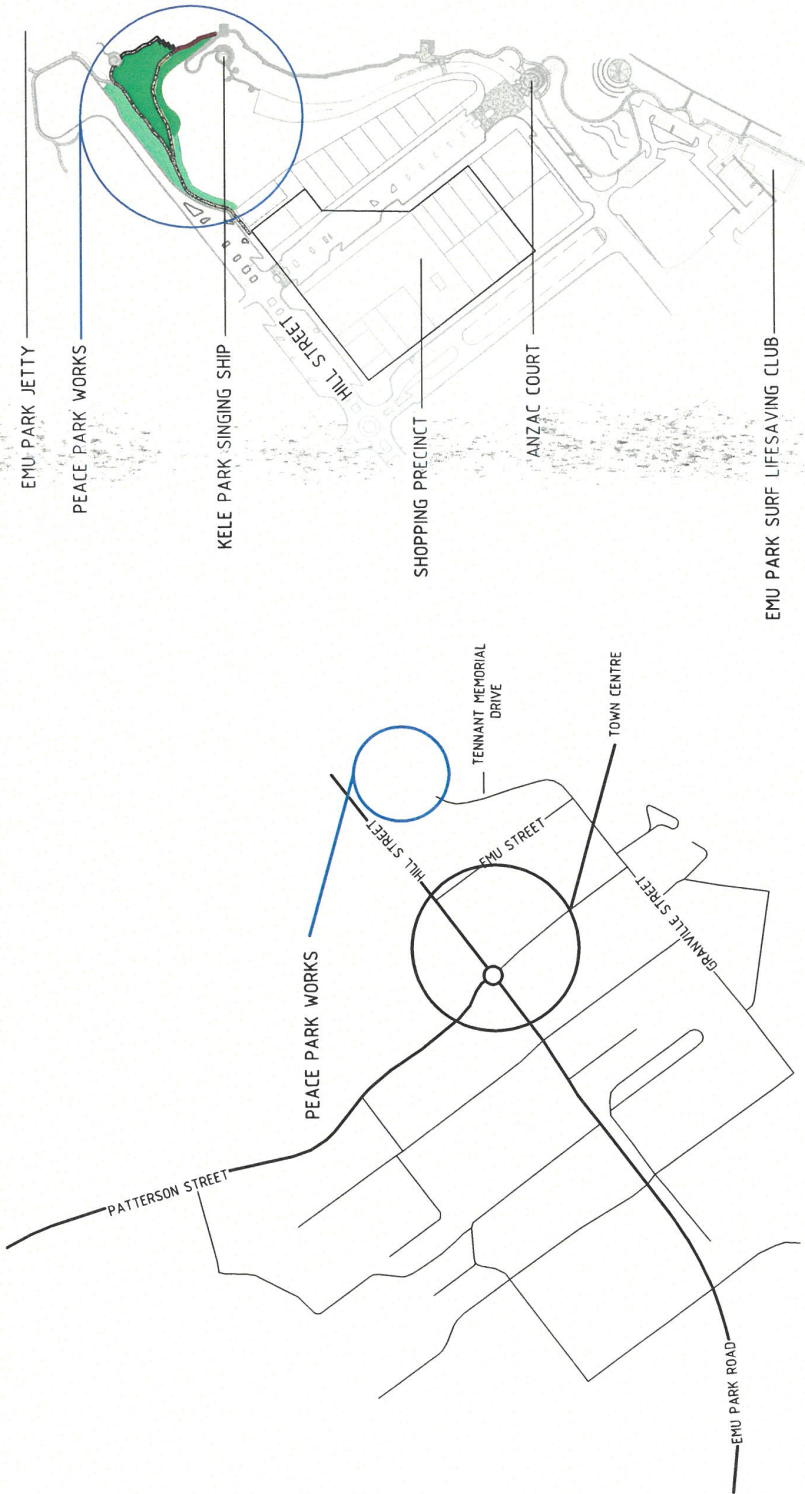 EMU PARK JETTY
PEACE PARK WORKS
KELE PARK SINGING SHIP
HILL STREET
SHOPPING PRECINCT
ANZAC COURT
EMU PARK SURF LIFESAVING CLUB
TENNANT MEMORIAL
DRIVE
TOWN CENTRE
HILL STREET
EMU STREET
GRANVILLE STREET
PEACE PARK WORKS
PATTERSON STREET
EMU PARK ROAD